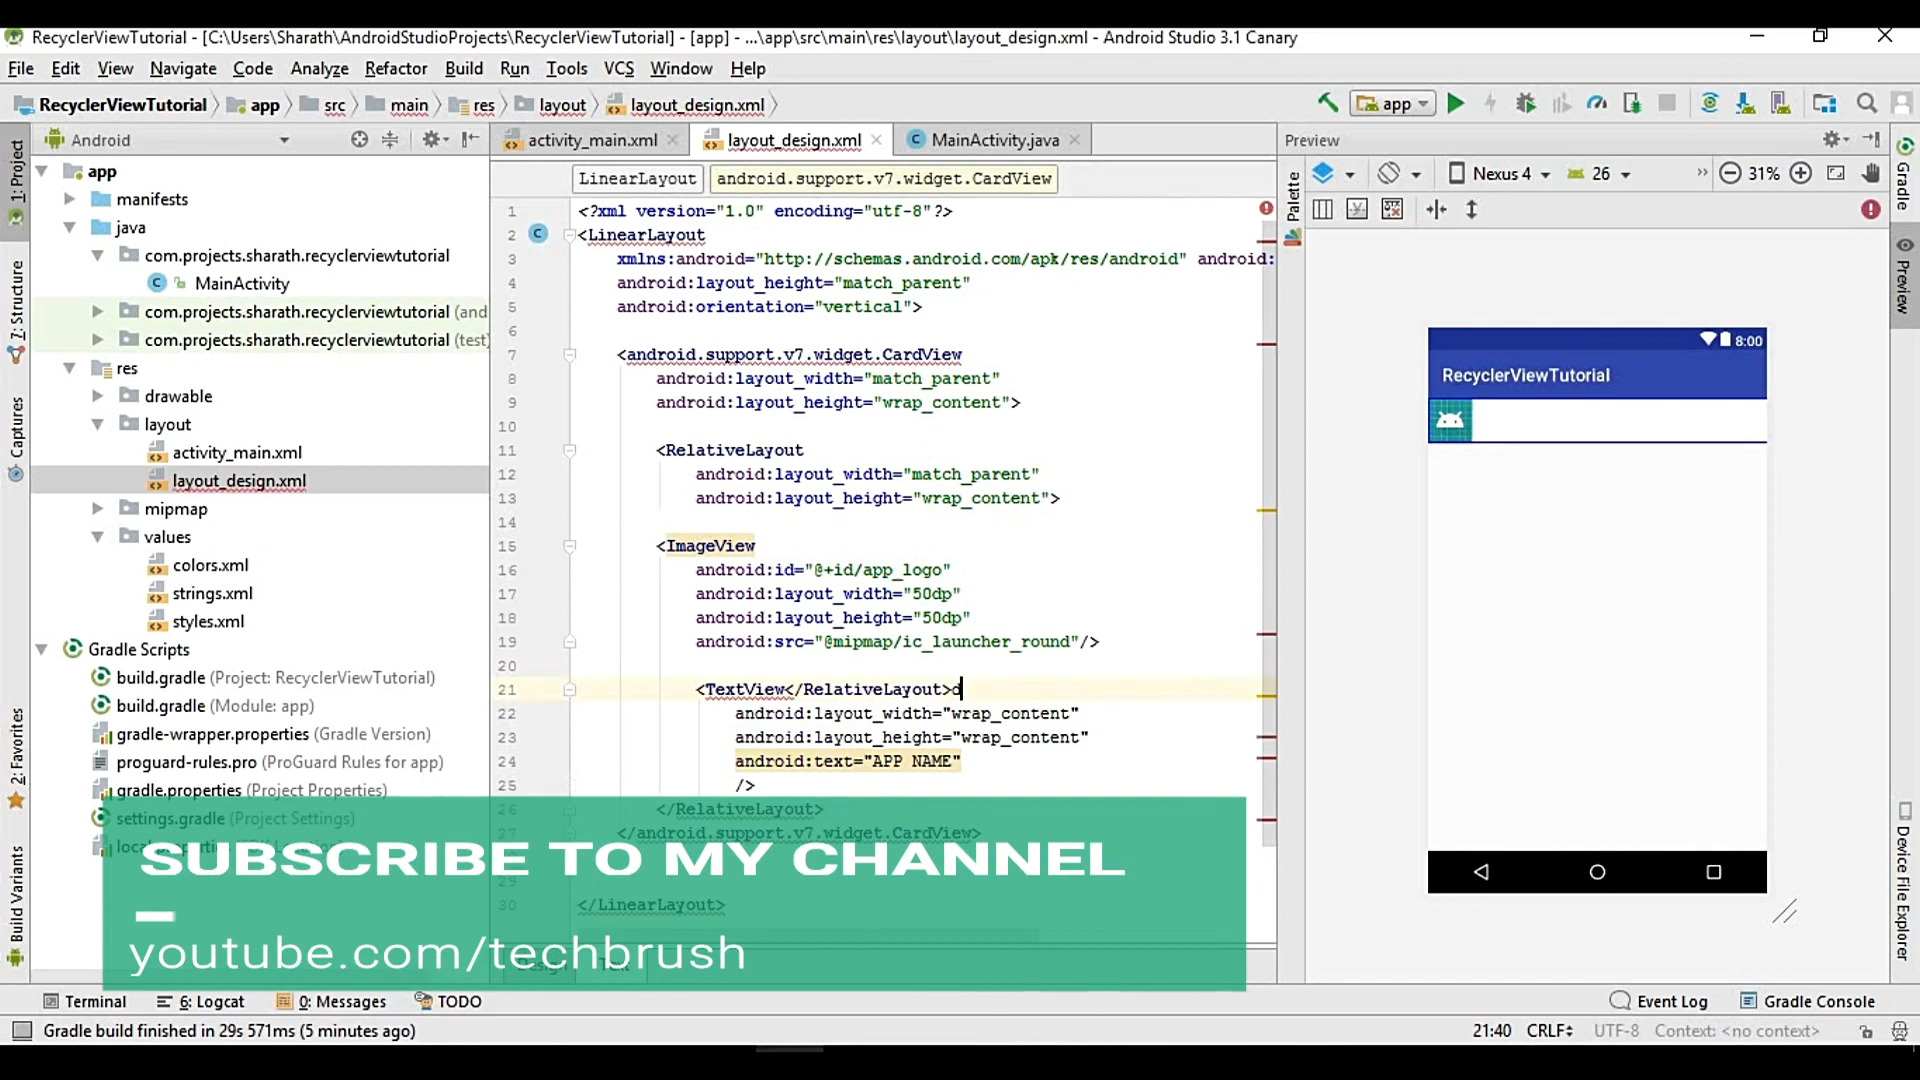 RecyclerViewTutorial - [C:\Users\Sharath\AndroidStudioProjects\RecyclerViewTutorial] - [app] - ...\app\src\main\res\layout\layout_design.xml - Android Studio 3.1 Canary
File Edit View Navigate Code Analyze Refactor Build Run Tools VCS Window Help
RecyclerViewTutorial app src main res layout layout_design.xml app
Android
activity_main.xml layout_design.xml MainActivity.java
Preview
1: Project
7: Structure
Captures
2: Favorites
Build Variants
app
manifests
java
com.projects.sharath.recyclerviewtutorial
MainActivity
com.projects.sharath.recyclerviewtutorial (and
com.projects.sharath.recyclerviewtutorial (test)
res
drawable
layout
activity_main.xml
layout_design.xml
mipmap
values
colors.xml
strings.xml
styles.xml
Gradle Scripts
build.gradle (Project: RecyclerViewTutorial)
build.gradle (Module: app)
gradle-wrapper.properties (Gradle Version)
proguard-rules.pro (ProGuard Rules for app)
gradle.properties (Project Properties)
settings.gradle (Project Settings)
LinearLayout android.support.v7.widget.CardView
1 <?xml version="1.0" encoding="utf-8"?>
2 <LinearLayout
3 xmlns:android="http://schemas.android.com/apk/res/android" android:
4 android:layout_height="match_parent"
5 android:orientation="vertical">
6
7 <android.support.v7.widget.CardView
8 android:layout_width="match_parent"
9 android:layout_height="wrap_content">
10
11 <RelativeLayout
12 android:layout_width="match_parent"
13 android:layout_height="wrap_content">
14
15 <ImageView
16 android:id="@+id/app_logo"
17 android:layout_width="50dp"
18 android:layout_height="50dp"
19 android:src="@mipmap/ic_launcher_round"/>
20
21 <TextView</RelativeLayout>d
22 android:layout_width="wrap_content"
23 android:layout_height="wrap_content"
24 android:text="APP NAME"
25 />
26 </RelativeLayout>
27 </android.support.v7.widget.CardView>
29
30 </LinearLayout>
SUBSCRIBE TO MY CHANNEL
youtube.com/techbrush
Palette
Nexus 4 26 31%
8:00
RecyclerViewTutorial
Gradle
Preview
Device File Explorer
Terminal 6: Logcat 0: Messages TODO
Event Log Gradle Console
Gradle build finished in 29s 571ms (5 minutes ago)
21:40 CRLF UTF-8 Context: <no context>